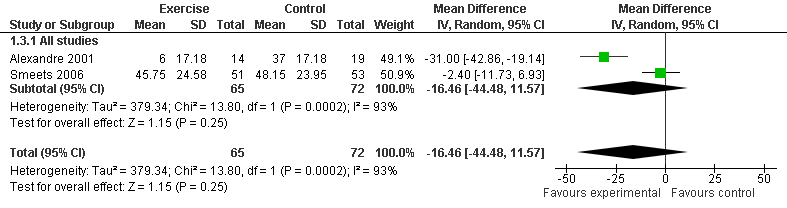 Exercise Control Mean Difference Mean Difference
Study or Subgroup Mean SD Total Mean SD Total Weight IV, Random, 95% CI IV, Random, 95% CI
1.3.1 All studies
Alexandre 2001 6 17.18 14 37 17.18 19 49.1% -31.00 [-42.86, -19.14]
Smeets 2006 45.75 24.58 51 48.15 23.95 53 50.9% -2.40 [-11.73, 6.93]
Subtotal (95% CI) 65 72 100.0% -16.46 [-44.48, 11.57]
Heterogeneity: Tau² = 379.34; Chi² = 13.80, df = 1 (P = 0.0002); I² = 93%
Test for overall effect: Z = 1.15 (P = 0.25)
Total (95% CI) 65 72 100.0% -16.46 [-44.48, 11.57]
Heterogeneity: Tau² = 379.34; Chi² = 13.80, df = 1 (P = 0.0002); I² = 93%
Test for overall effect: Z = 1.15 (P = 0.25)
-50 -25 0 25 50
Favours experimental Favours control